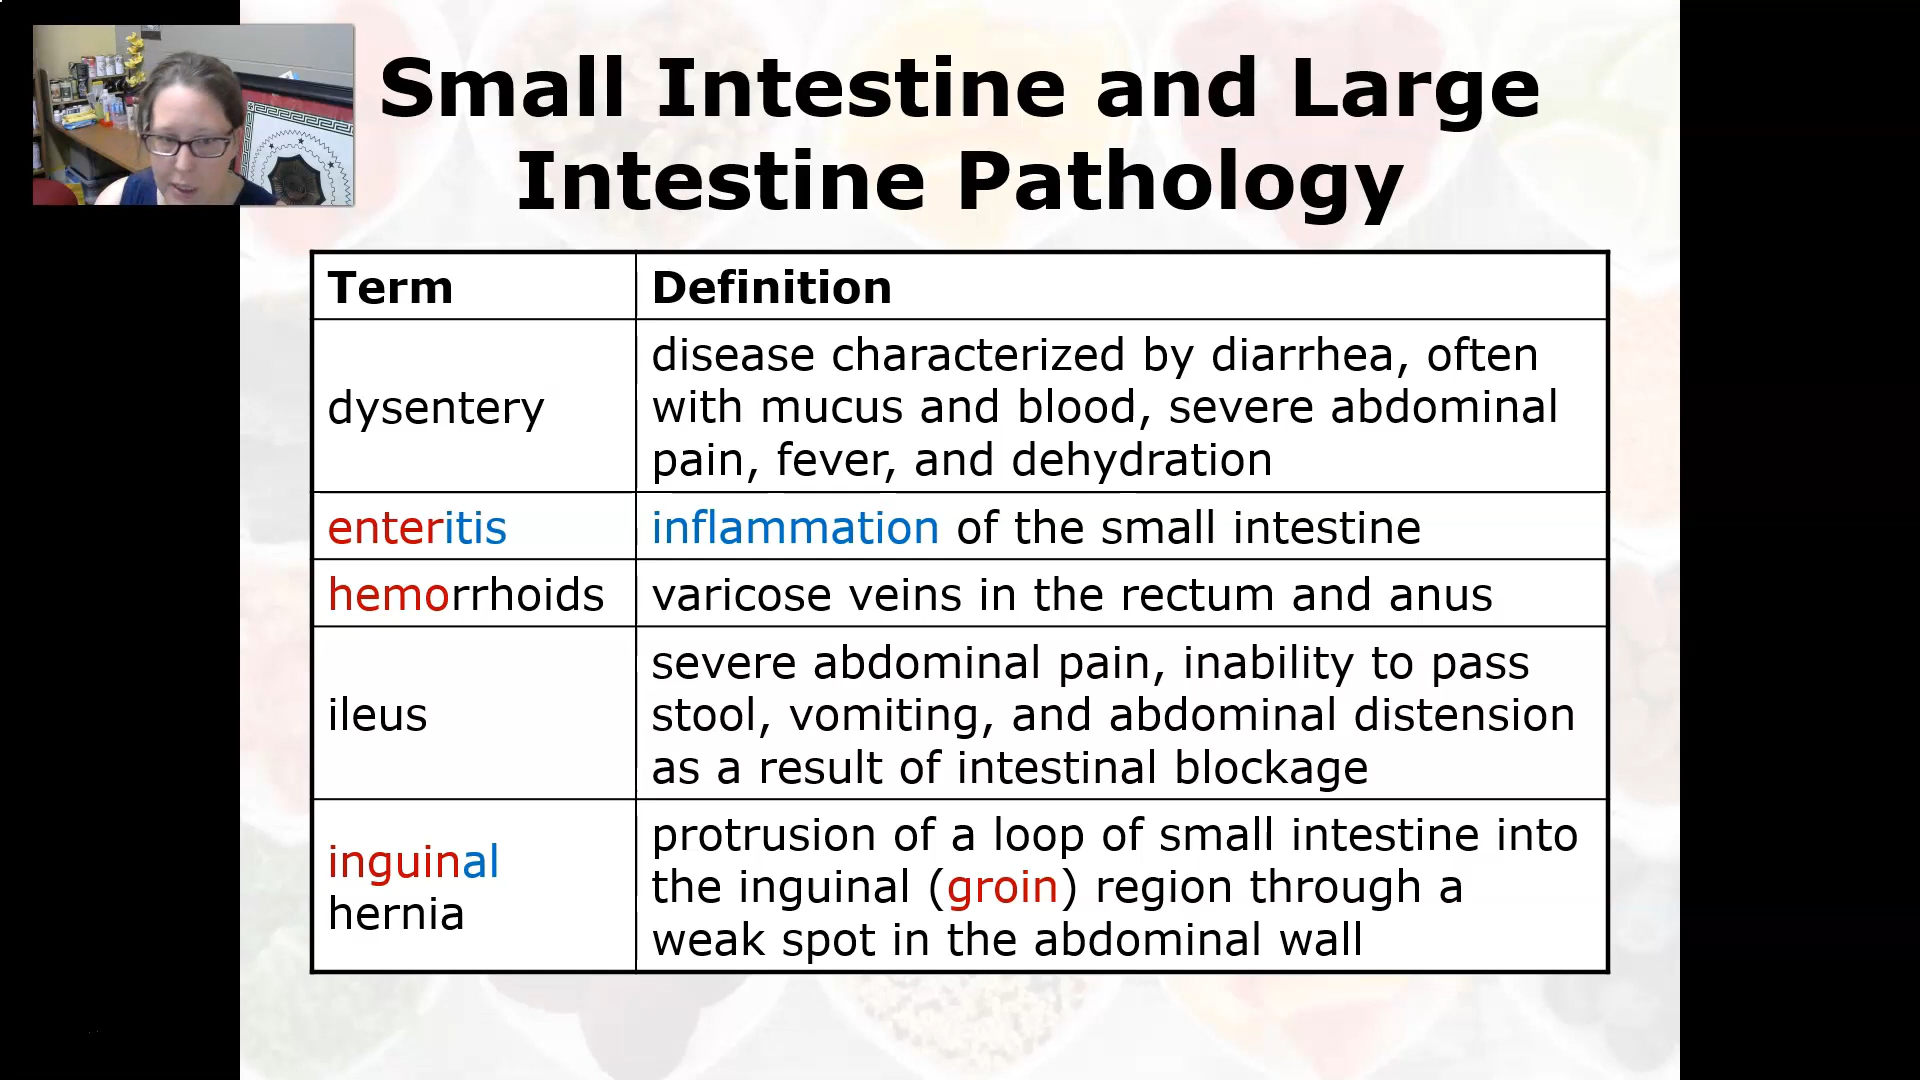 Small Intestine and Large
Intestine Pathology
Term
Definition
dysentery
disease characterized by diarrhea, often
with mucus and blood, severe abdominal
pain, fever, and dehydration
enteritis
inflammation of the small intestine
hemorrhoids
varicose veins in the rectum and anus
ileus
severe abdominal pain, inability to pass
stool, vomiting, and abdominal distension
as a result of intestinal blockage
inguinal
hernia
protrusion of a loop of small intestine into
the inguinal (groin) region through a
weak spot in the abdominal wall